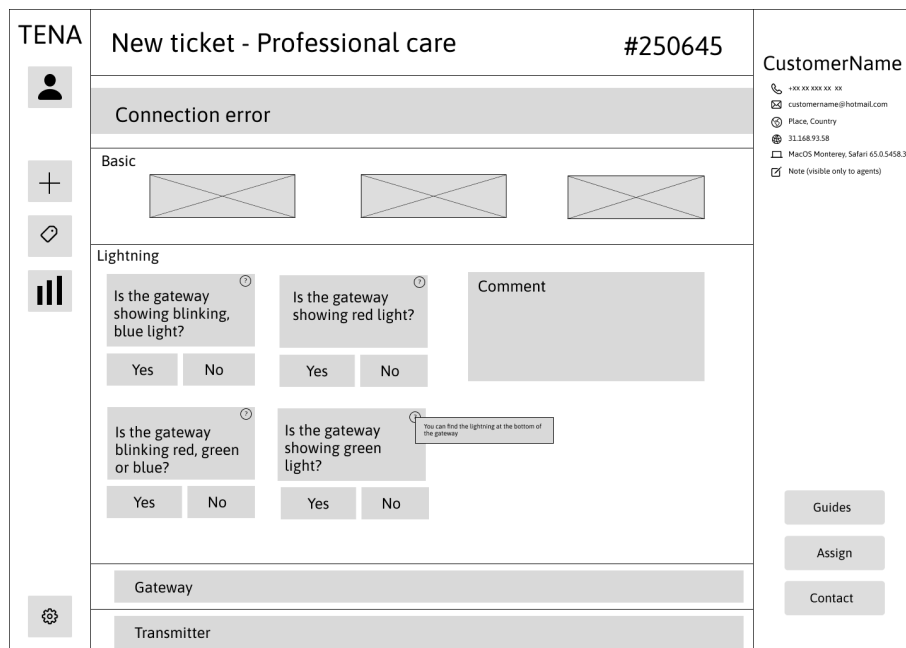 TENA
New ticket - Professional care
#250645
CustomerName
+xx xx xxx xx xx
customername@hotmail.com
Place, Country
31.168.93.58
MacOS Monterey, Safari 65.0.5458.3
Note (visible only to agents)
Connection error
Basic
Lightning
?
Is the gateway
showing blinking,
blue light?
Yes
No
?
Is the gateway
showing red light?
Yes
No
Comment
?
Is the gateway
blinking red, green
or blue?
Yes
No
Is the gateway
showing green
light?
You can find the lightning at the bottom of
the gateway
Yes
No
Gateway
Transmitter
Guides
Assign
Contact